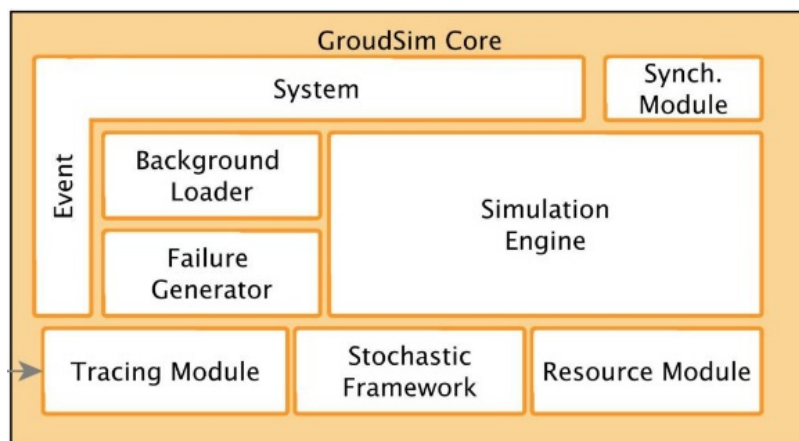 GroudSim Core
System
Synch.
Module
Event
Background
Loader
Simulation
Engine
Failure
Generator
Tracing Module
Stochastic
Framework
Resource Module